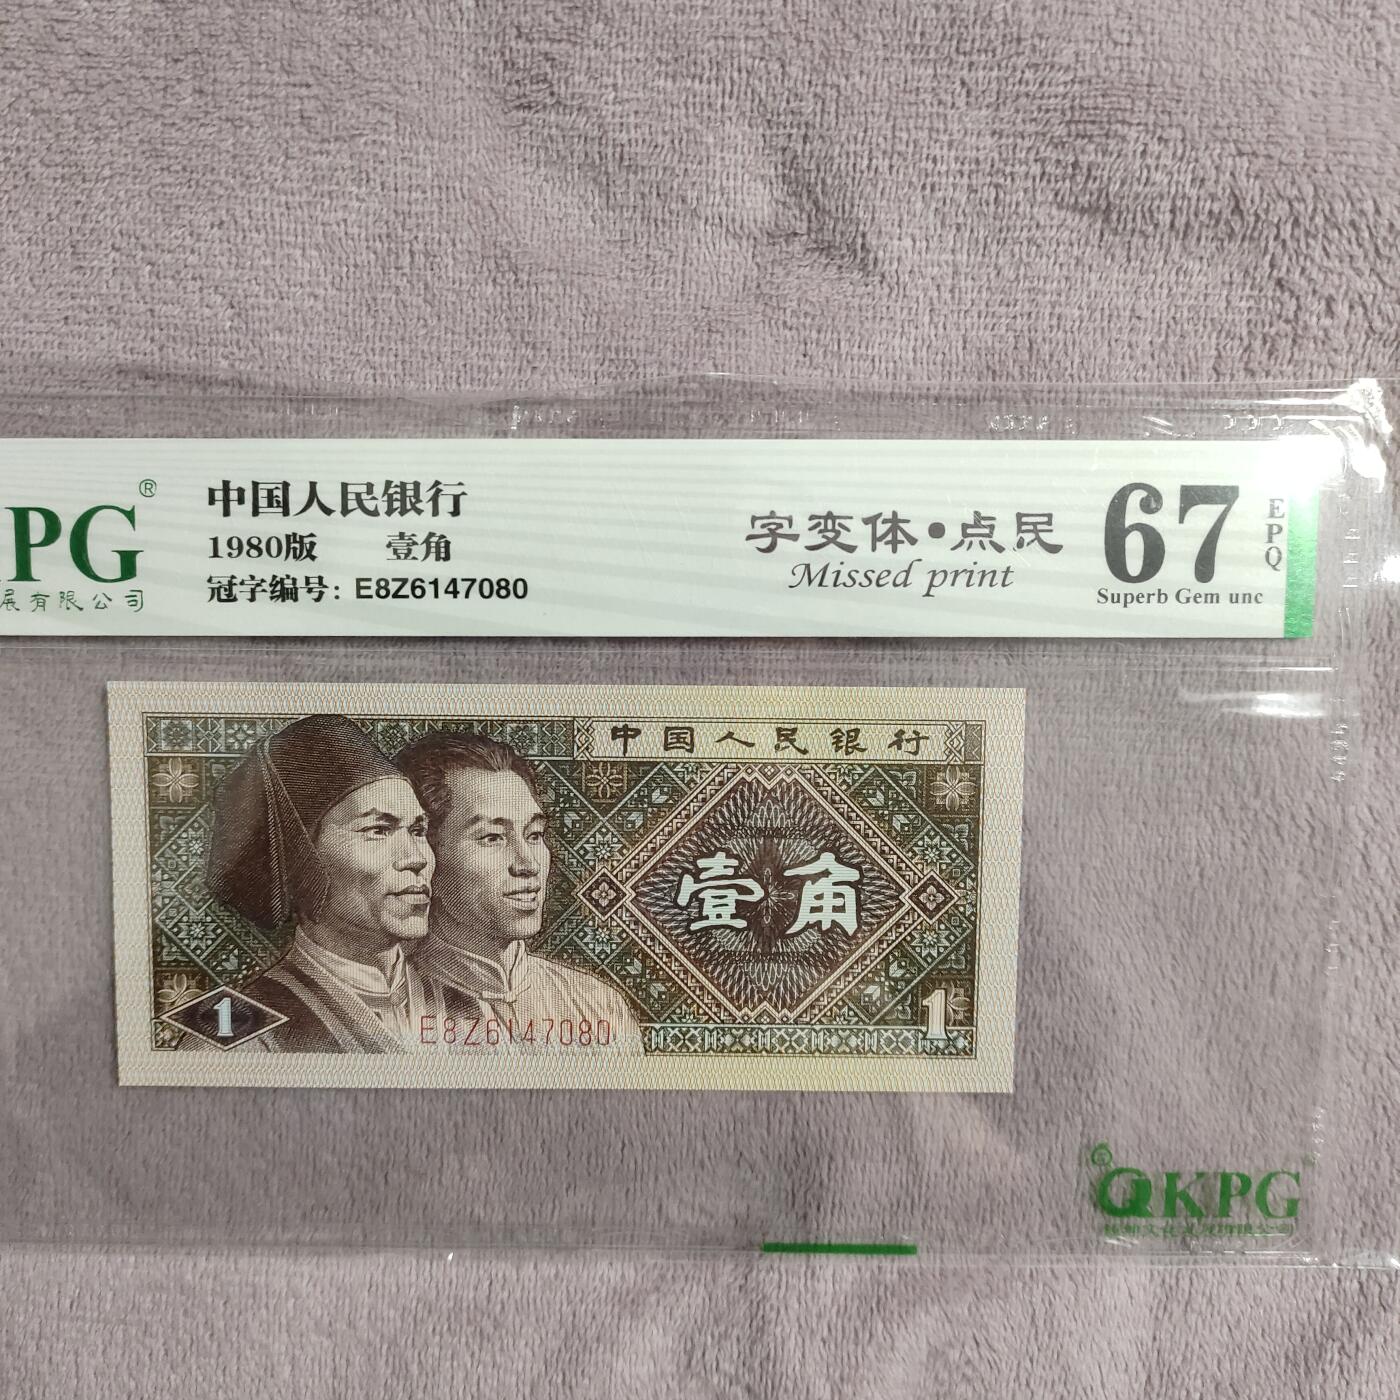 PG®
展有限公司
中国人民银行
1980版 壹角
冠字编号: E8Z6147080
字变体·点民
Missed print
67
EPQ
Superb Gem unc
中国人民银行
壹角
1
1
E8Z6147080
QKPG